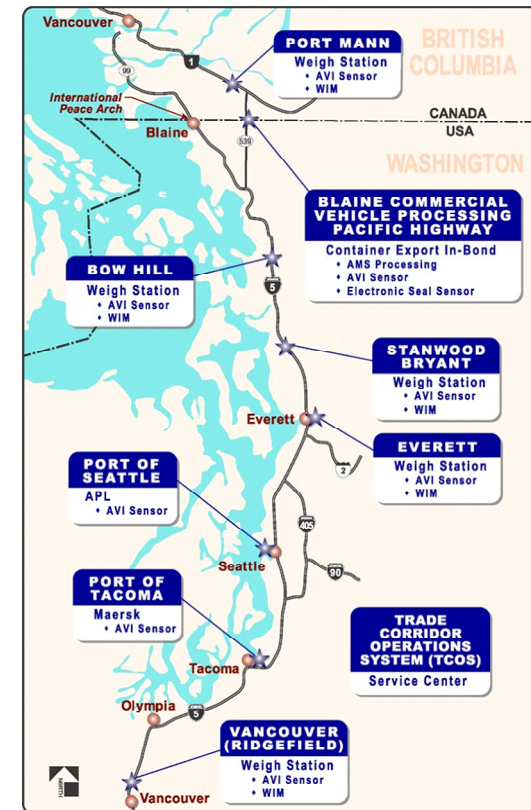 Vancouver
1
PORT MANN
Weigh Station
♦ AVI Sensor
♦ WIM
BRITISH
COLUMBIA
99
International
Peace Arch
Blaine
539
CANADA
USA
WASHINGTON
BLAINE COMMERCIAL
VEHICLE PROCESSING
PACIFIC HIGHWAY
Container Export In-Bond
♦ AMS Processing
♦ AVI Sensor
♦ Electronic Seal Sensor
BOW HILL
Weigh Station
♦ AVI Sensor
♦ WIM
5
STANWOOD
BRYANT
Weigh Station
♦ AVI Sensor
♦ WIM
Everett
2
EVERETT
Weigh Station
♦ AVI Sensor
♦ WIM
PORT OF
SEATTLE
APL
♦ AVI Sensor
405
Seattle
90
PORT OF
TACOMA
Maersk
♦ AVI Sensor
TRADE
CORRIDOR
OPERATIONS
SYSTEM (TCOS)
Service Center
Tacoma
Olympia
5
VANCOUVER
(RIDGEFIELD)
Weigh Station
♦ AVI Sensor
♦ WIM
NORTH
Vancouver